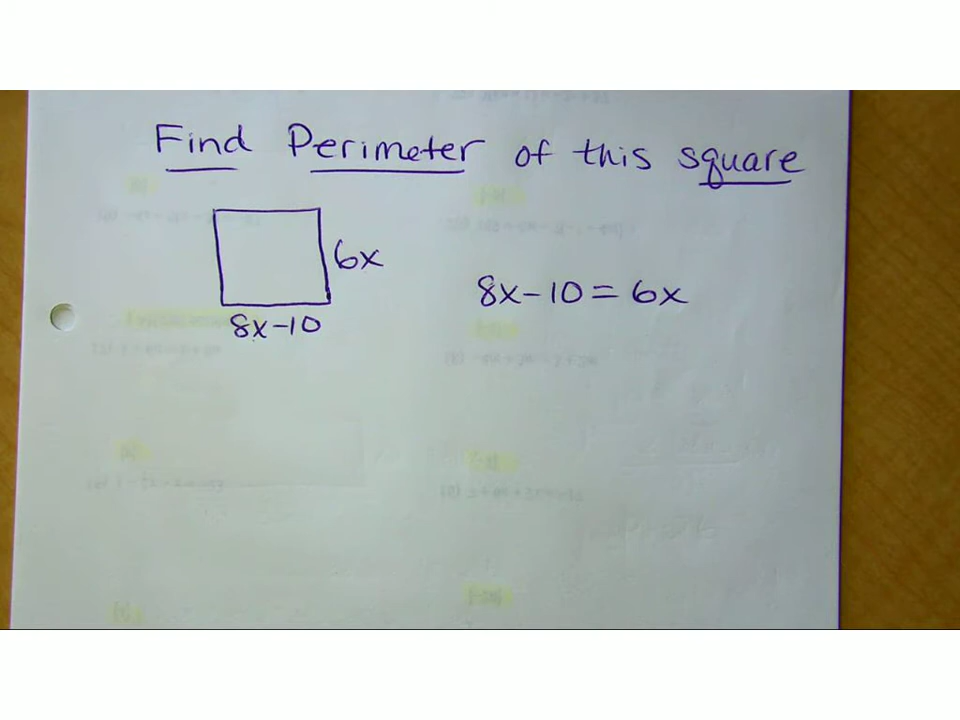 Find Perimeter of this square
6x
8x-10 = 6x
8x-10